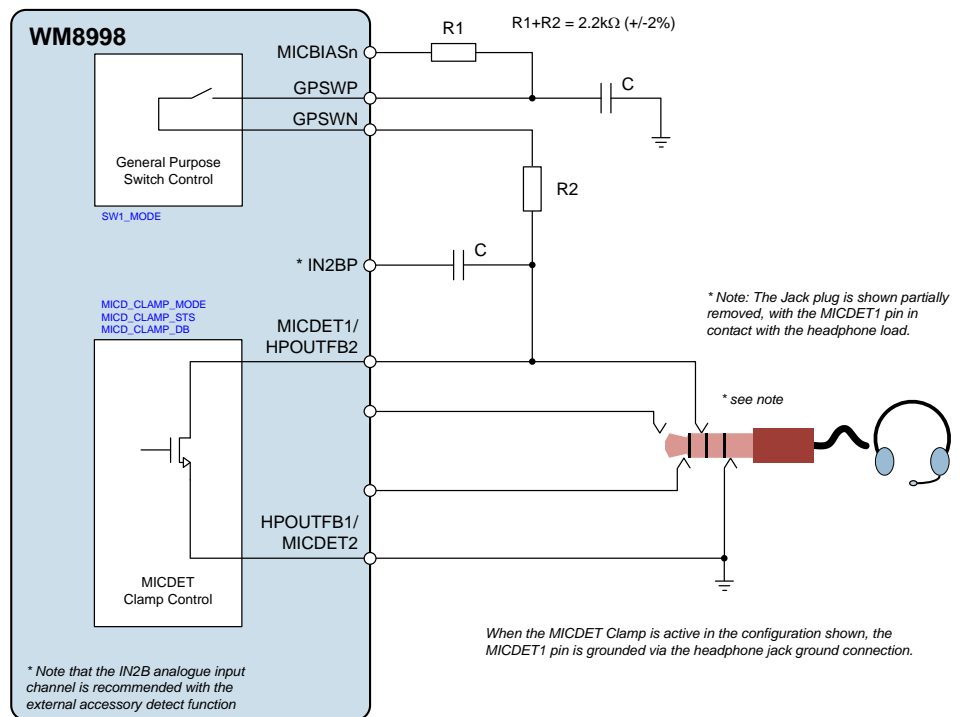 WM8998
R1
R1+R2 = 2.2kΩ (+/-2%)
MICBIASn
GPSWP
C
GPSWN
General Purpose
Switch Control
R2
SW1_MODE
C
* IN2BP
MICD_CLAMP_MODE
MICD_CLAMP_STS
MICD_CLAMP_DB
* Note: The Jack plug is shown partially
removed, with the MICDET1 pin in
contact with the headphone load.
MICDET1/
HPOUTFB2
* see note
HPOUTFB1/
MICDET2
MICDET
Clamp Control
When the MICDET Clamp is active in the configuration shown, the
MICDET1 pin is grounded via the headphone jack ground connection.
* Note that the IN2B analogue input
channel is recommended with the
external accessory detect function